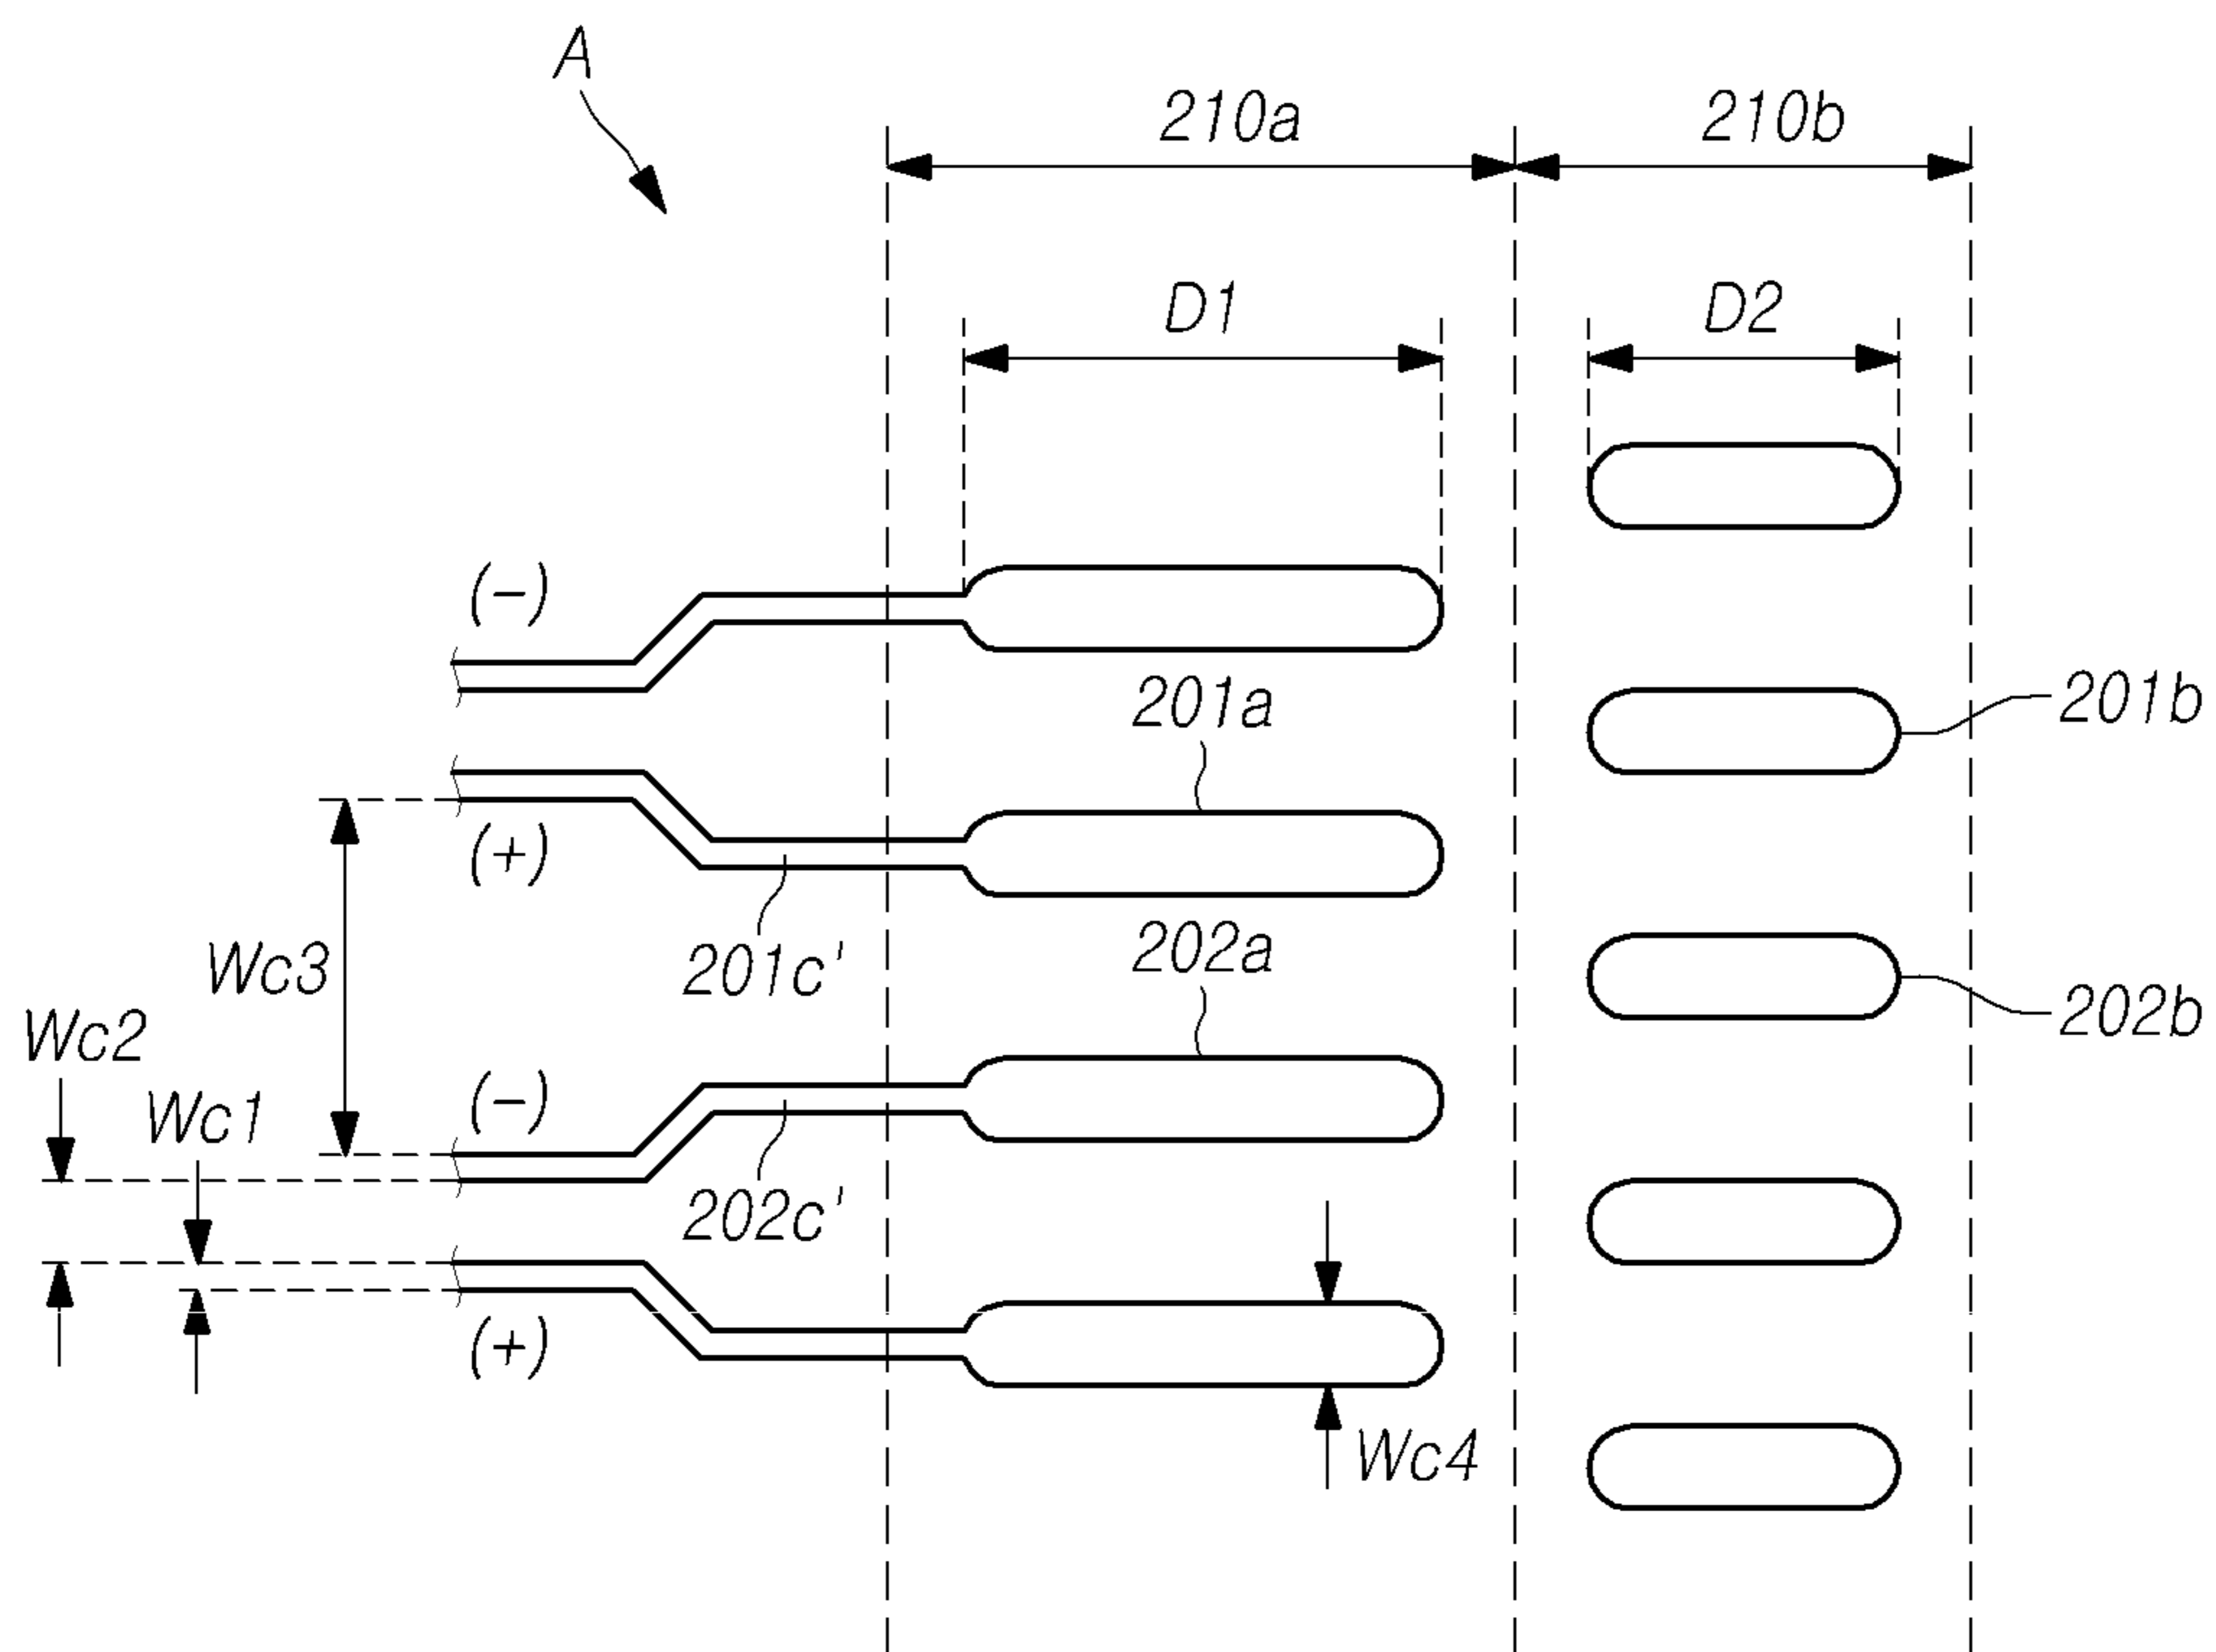 A
210a
210b
D1
D2
(-)
201a
201b
(+)
201c'
202a
Wc3
202b
Wc2
Wc1
(-)
202c'
(+)
Wc4